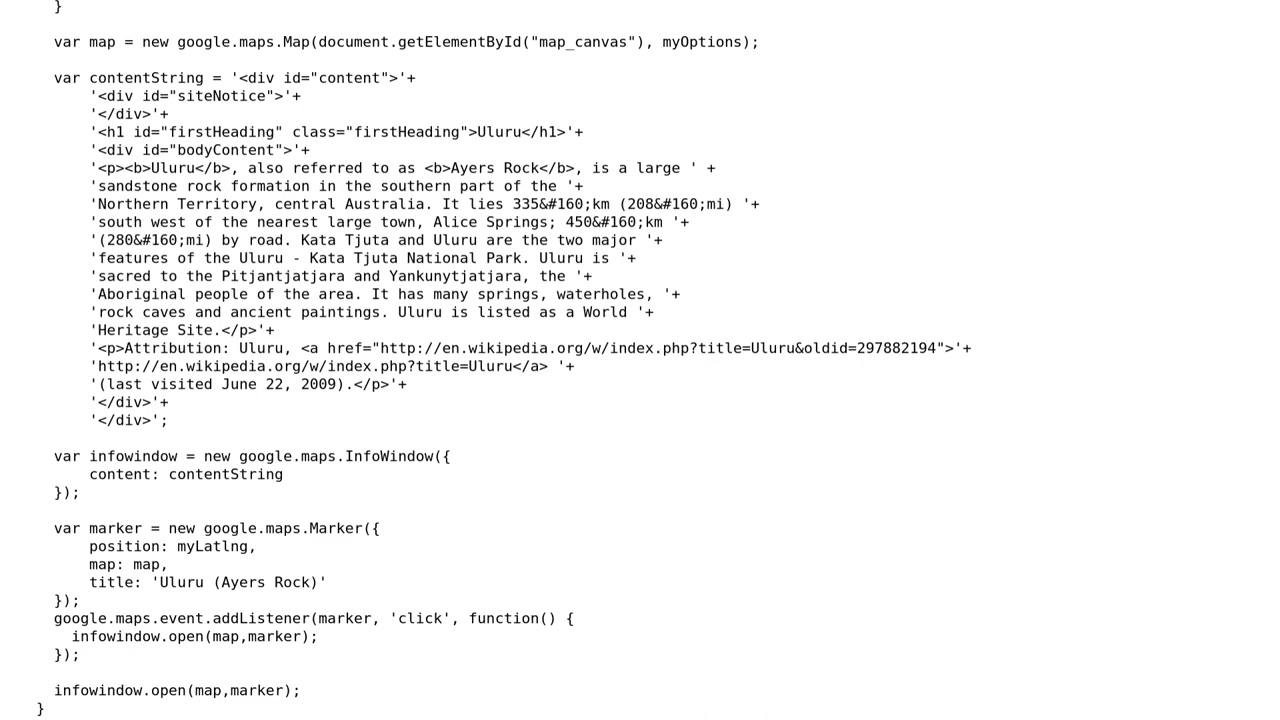 }
var map = new google.maps.Map(document.getElementById("map_canvas"), myOptions);
var contentString = '<div id="content">'+
'<div id="siteNotice">'+
'</div>'+
'<h1 id="firstHeading" class="firstHeading">Uluru</h1>'+
'<div id="bodyContent">'+
'<p><b>Uluru</b>, also referred to as <b>Ayers Rock</b>, is a large ' +
'sandstone rock formation in the southern part of the '+
'Northern Territory, central Australia. It lies 335&#160;km (208&#160;mi) '+
'south west of the nearest large town, Alice Springs; 450&#160;km '+
'(280&#160;mi) by road. Kata Tjuta and Uluru are the two major '+
'features of the Uluru - Kata Tjuta National Park. Uluru is '+
'sacred to the Pitjantjatjara and Yankunytjatjara, the '+
'Aboriginal people of the area. It has many springs, waterholes, '+
'rock caves and ancient paintings. Uluru is listed as a World '+
'Heritage Site.</p>'+
'<p>Attribution: Uluru, <a href="http://en.wikipedia.org/w/index.php?title=Uluru&oldid=297882194">'+
'http://en.wikipedia.org/w/index.php?title=Uluru</a> '+
'(last visited June 22, 2009).</p>'+
'</div>'+
'</div>';
var infowindow = new google.maps.InfoWindow({
content: contentString
});
var marker = new google.maps.Marker({
position: myLatlng,
map: map,
title: 'Uluru (Ayers Rock)'
});
google.maps.event.addListener(marker, 'click', function() {
infowindow.open(map,marker);
});
infowindow.open(map,marker);
}